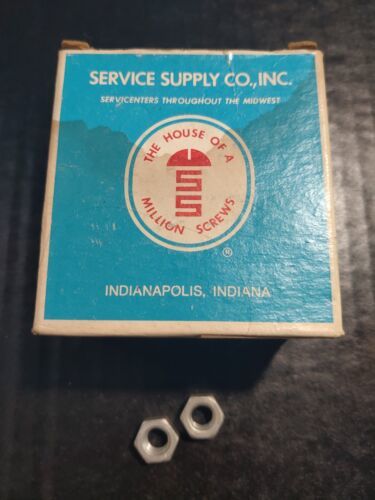 SERVICE SUPPLY CO., INC.
SERVICENTERS THROUGHOUT THE MIDWEST
THE HOUSE OF A
SS
MILLION SCREWS
®
INDIANAPOLIS, INDIANA